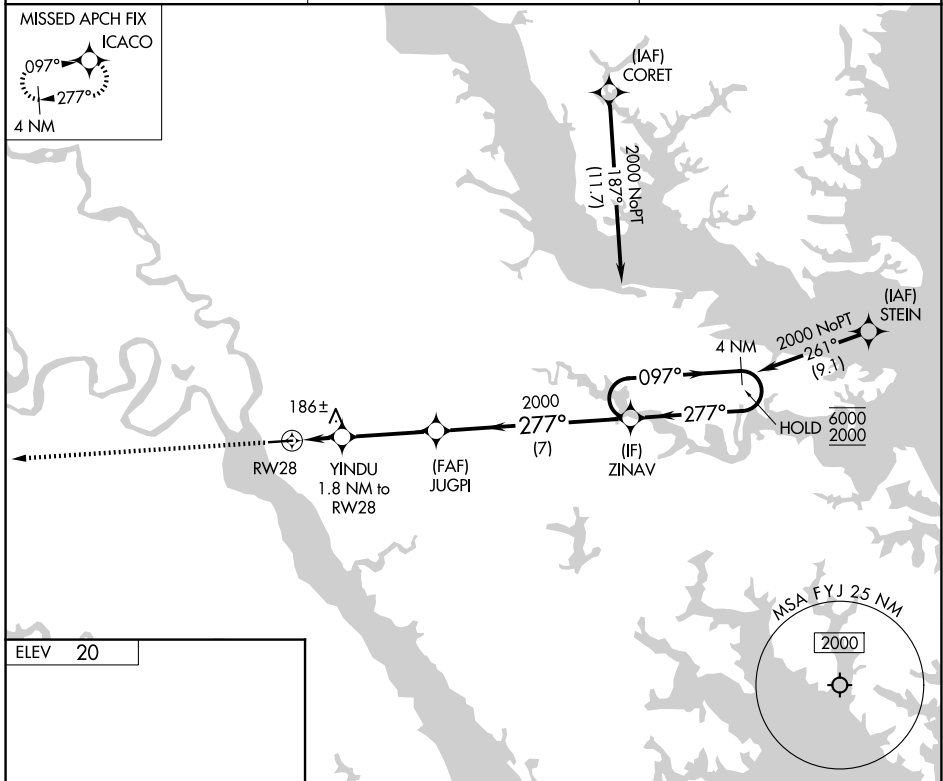 MISSED APCH FIX
ICACO
097°
277°
4 NM
(IAF)
CORET
2000 NoPT
187°
(11.7)
(IAF)
STEIN
2000 NoPT
261°
(9.1)
4 NM
097°
277°
HOLD
6000
2000
2000
277°
(7)
(IF)
ZINAV
186±
RW28
YINDU
1.8 NM to
RW28
(FAF)
JUGPI
MSA FYJ 25 NM
2000
ELEV 20